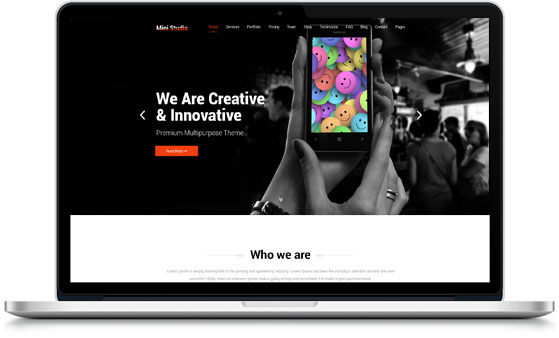 Mini Studio
Home Services Portfolio Pricing Team Shop Testimonial FAQ Blog Contact Pages
We Are Creative
& Innovative
Premium Multipurpose Theme
Read More
Who we are